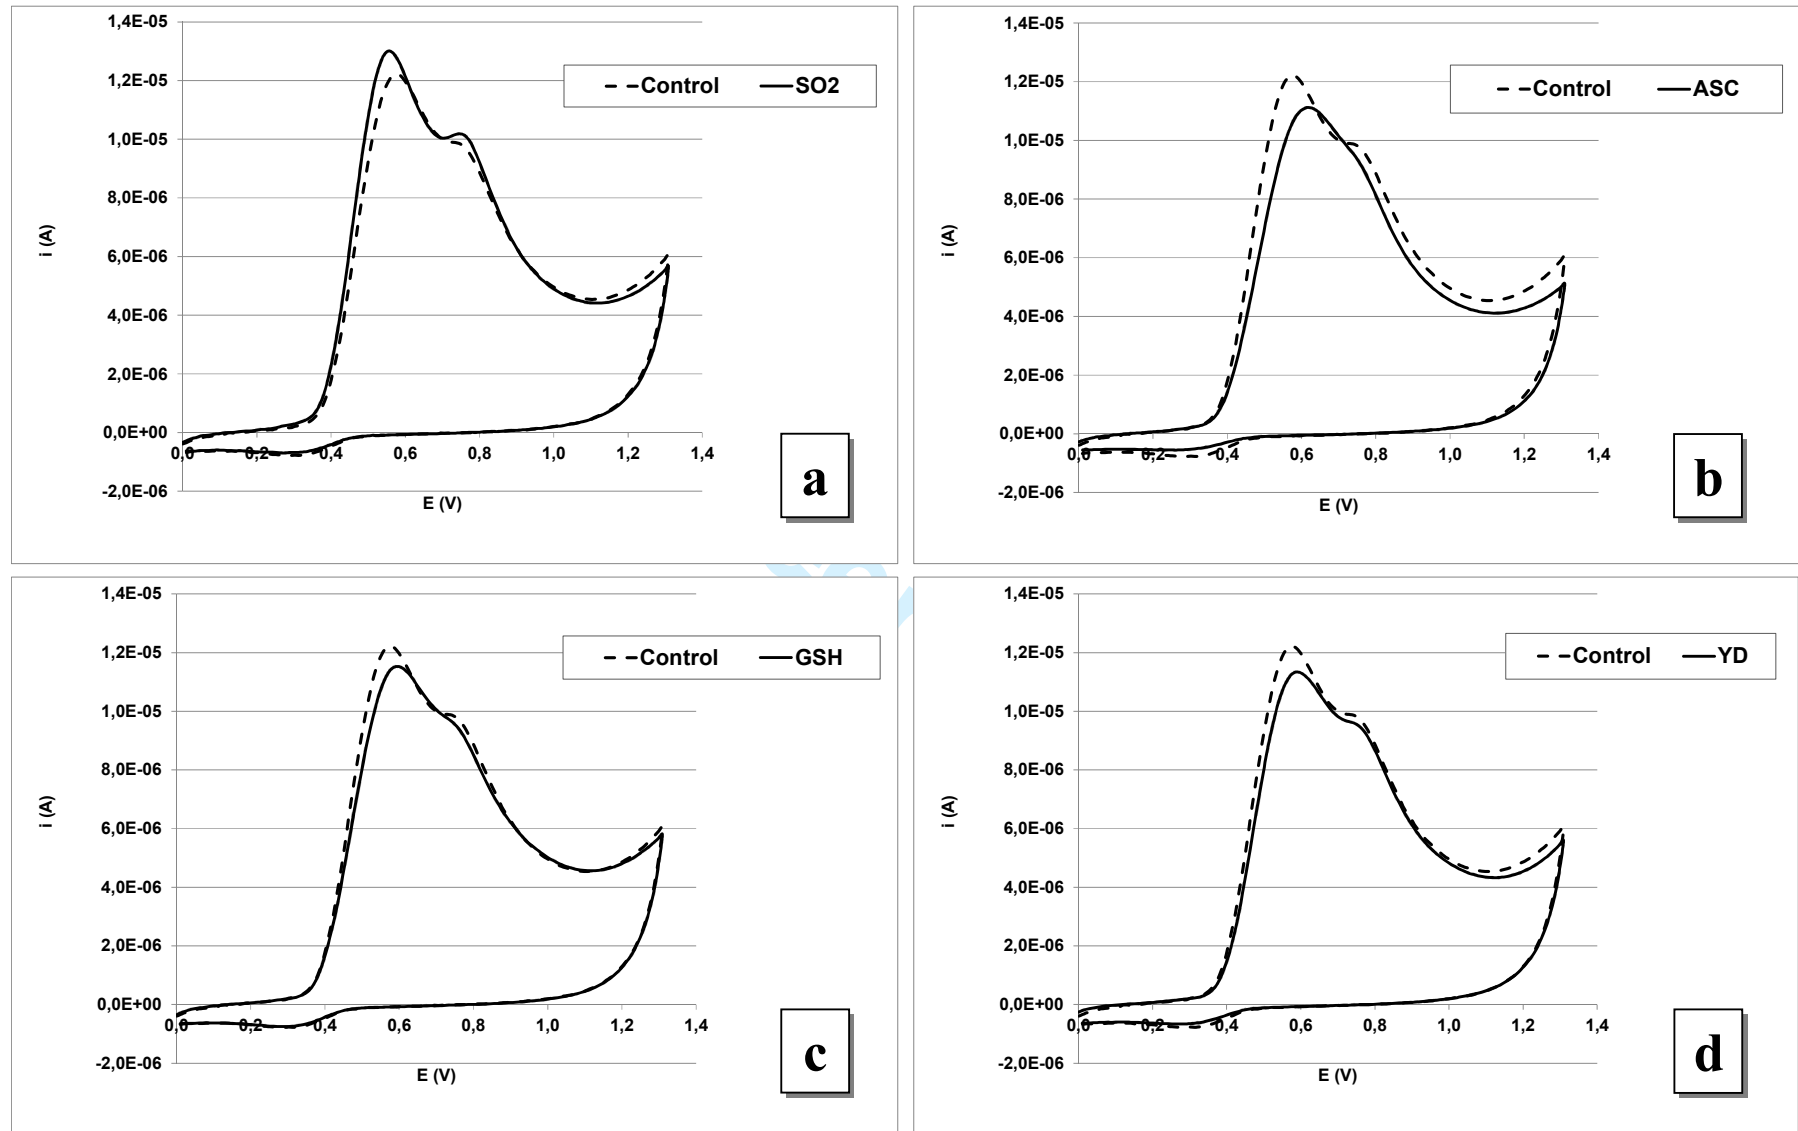 1,4E-05
1,2E-05
1,0E-05
8,0E-06
6,0E-06
4,0E-06
2,0E-06
0,0E+00
-2,0E-06
i (A)
0,0 0,2 0,4 0,6 0,8 1,0 1,2 1,4
E (V)
Control SO2
a
1,4E-05
1,2E-05
1,0E-05
8,0E-06
6,0E-06
4,0E-06
2,0E-06
0,0E+00
-2,0E-06
i (A)
0,0 0,2 0,4 0,6 0,8 1,0 1,2 1,4
E (V)
Control ASC
b
1,4E-05
1,2E-05
1,0E-05
8,0E-06
6,0E-06
4,0E-06
2,0E-06
0,0E+00
-2,0E-06
i (A)
0,0 0,2 0,4 0,6 0,8 1,0 1,2 1,4
E (V)
Control GSH
c
1,4E-05
1,2E-05
1,0E-05
8,0E-06
6,0E-06
4,0E-06
2,0E-06
0,0E+00
-2,0E-06
i (A)
0,0 0,2 0,4 0,6 0,8 1,0 1,2 1,4
E (V)
Control YD
d